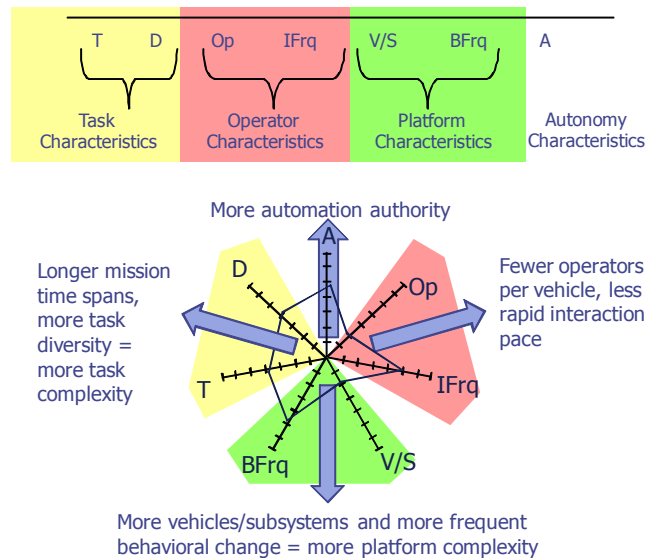 T D Op IFrq V/S BFrq A
Task
Characteristics
Operator
Characteristics
Platform
Characteristics
Autonomy
Characteristics
More automation authority
A
D
Op
T
IFrq
BFrq
V/S
Longer mission
time spans,
more task
diversity =
more task
complexity
Fewer operators
per vehicle, less
rapid interaction
pace
More vehicles/subsystems and more frequent
behavioral change = more platform complexity